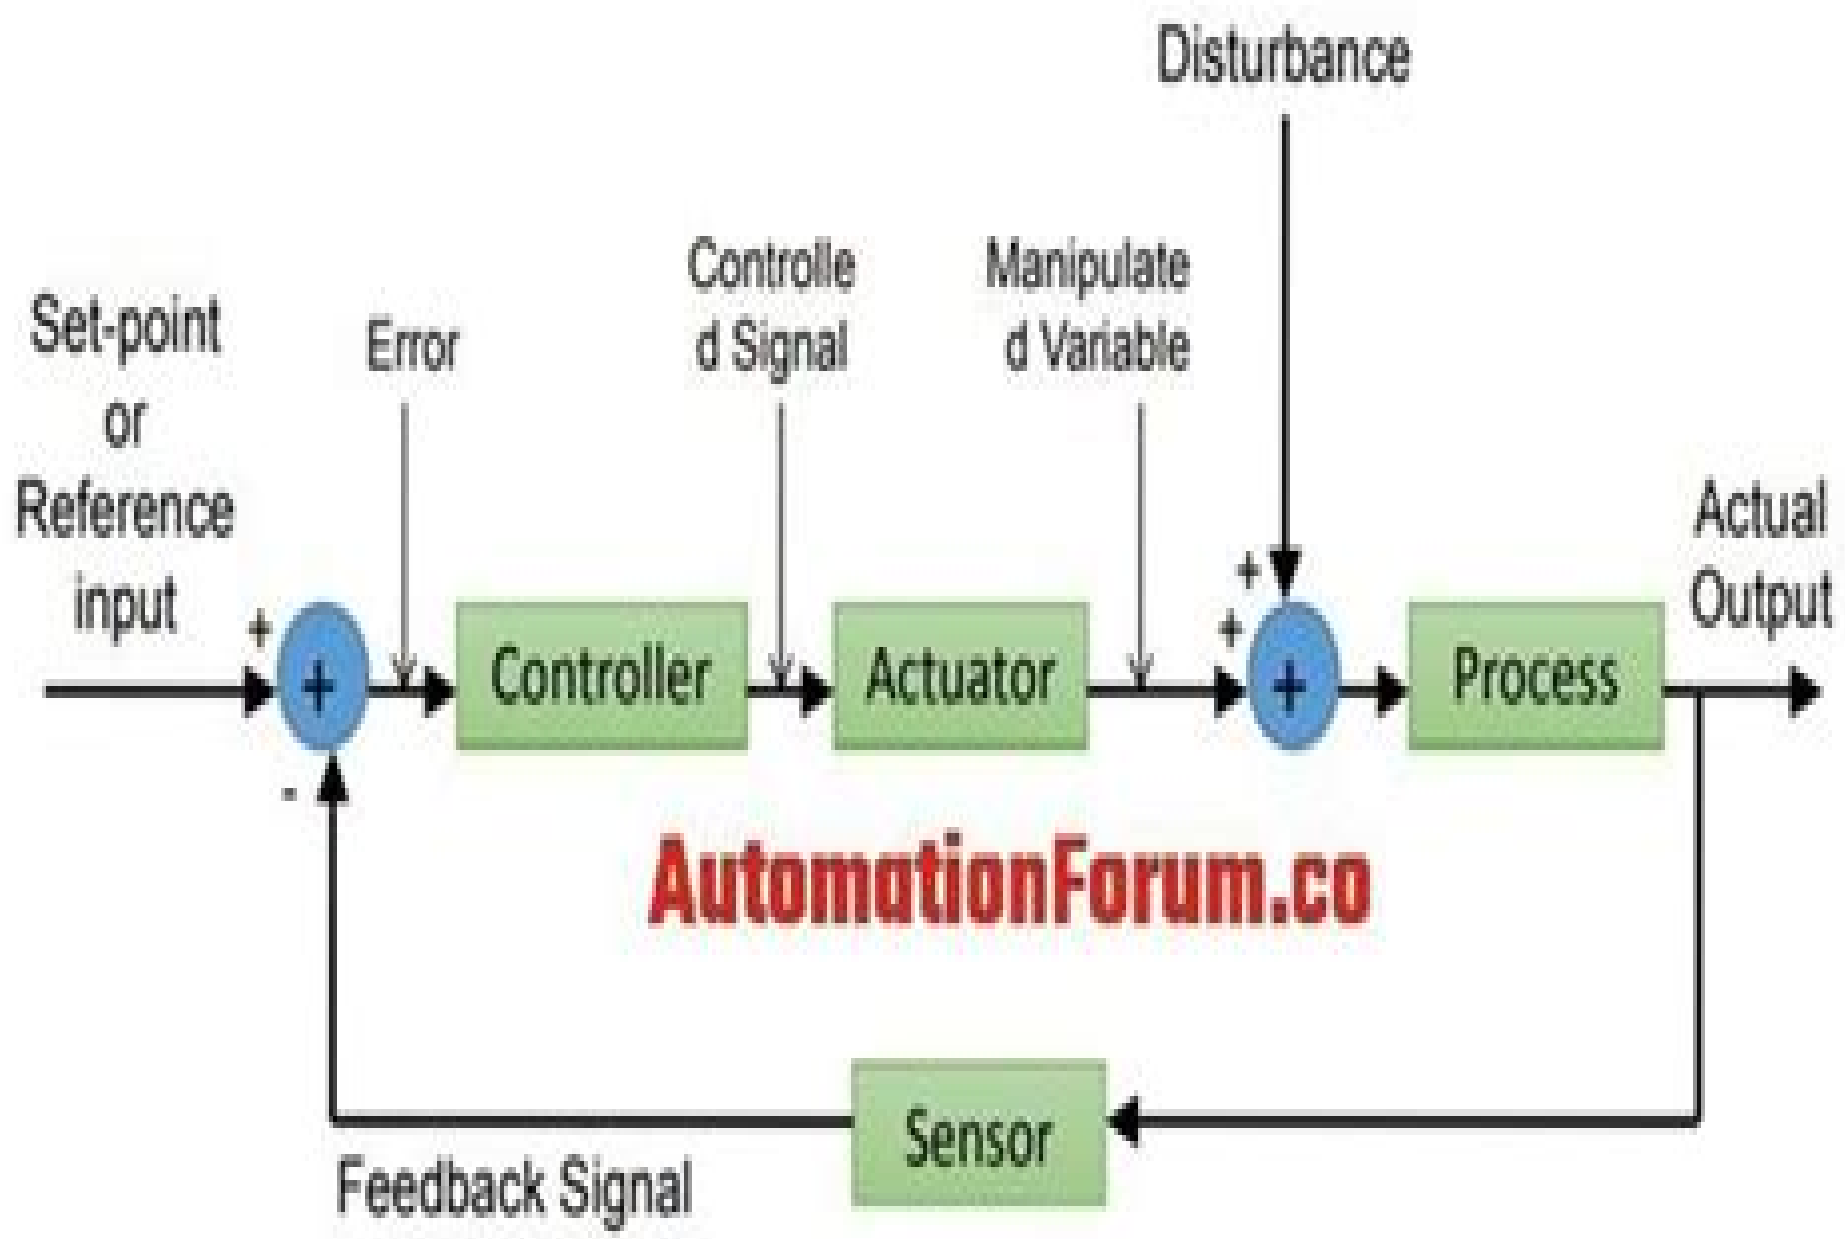 Disturbance
Set-point
or
Reference
input
Error
Controlle
d Signal
Manipulate
d Variable
Actual
Output
+
+
+
-
+
+
Controller
Actuator
Process
AutomationForum.co
Sensor
Feedback Signal